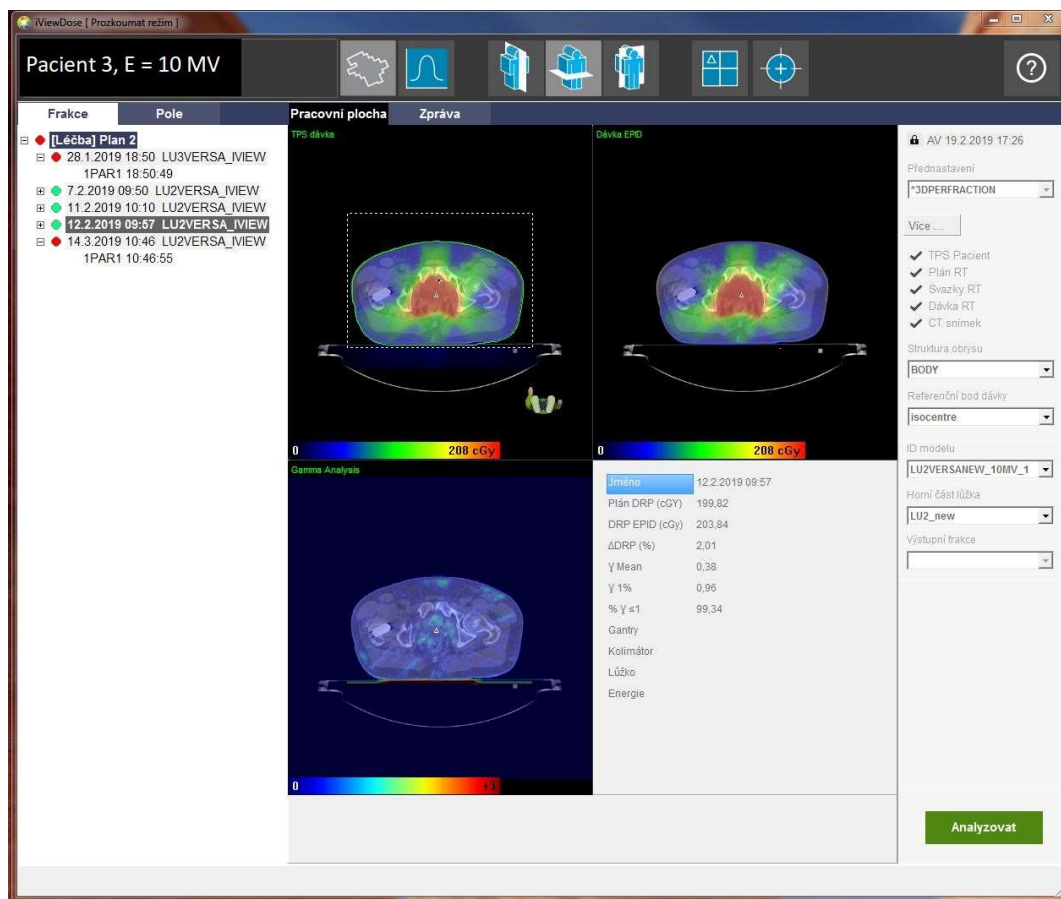 iViewDose [ Prozkoumat režim ]
Pacient 3, E = 10 MV
?
Frakce Pole Pracovní plocha Zpráva
[Léčba] Plan 2
28.1.2019 18:50 LU3VERSA_IVIEW
1PAR1 18:50:49
7.2.2019 09:50 LU2VERSA_IVIEW
11.2.2019 10:10 LU2VERSA_IVIEW
12.2.2019 09:57 LU2VERSA_IVIEW
14.3.2019 10:46 LU2VERSA_IVIEW
1PAR1 10:46:55
TPS dávka
0 208 cGy
Dávka EPID
0 208 cGy
Gamma Analysis
0 +3
Jméno 12.2.2019 09:57
Plán DRP (cGY) 199,82
DRP EPID (cGy) 203,84
ΔDRP (%) 2,01
γ Mean 0,38
γ 1% 0,96
% γ ≤1 99,34
Gantry
Kolimátor
Lůžko
Energie
AV 19.2.2019 17:26
Přednastavení
*3DPERFRACTION
Více ...
TPS Pacient
Plán RT
Svazky RT
Dávka RT
CT snímek
Struktura obrysu
BODY
Referenční bod dávky
isocentre
ID modelu
LU2VERSANEW_10MV_1
Horní část lůžka
LU2_new
Výstupní frakce
Analyzovat